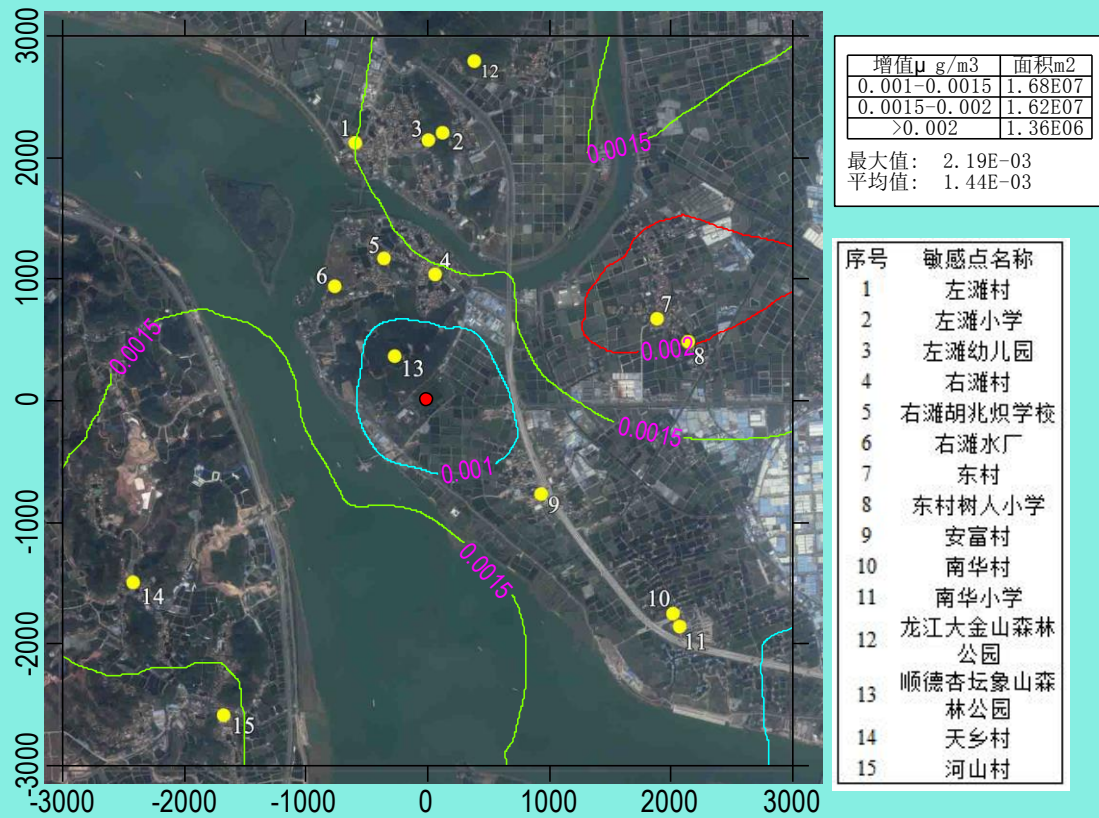 增值μ g/m3 面积m2
0.001-0.0015 1.68E07
0.0015-0.002 1.62E07
>0.002 1.36E06
最大值: 2.19E-03
平均值: 1.44E-03
序号 敏感点名称
1 左滩村
2 左滩小学
3 左滩幼儿园
4 右滩村
5 右滩胡兆炽学校
6 右滩水厂
7 东村
8 东村树人小学
9 安富村
10 南华村
11 南华小学
12 龙江大金山森林
公园
13 顺德杏坛象山森
林公园
14 天乡村
15 河山村
3000
2000
1000
0
-1000
-2000
-3000
-3000 -2000 -1000 0 1000 2000 3000
12
1
3
2
0.0015
5
4
6
7
0.002
8
0.0015
13
0.0015
0.001
9
0.0015
14
10
11
15